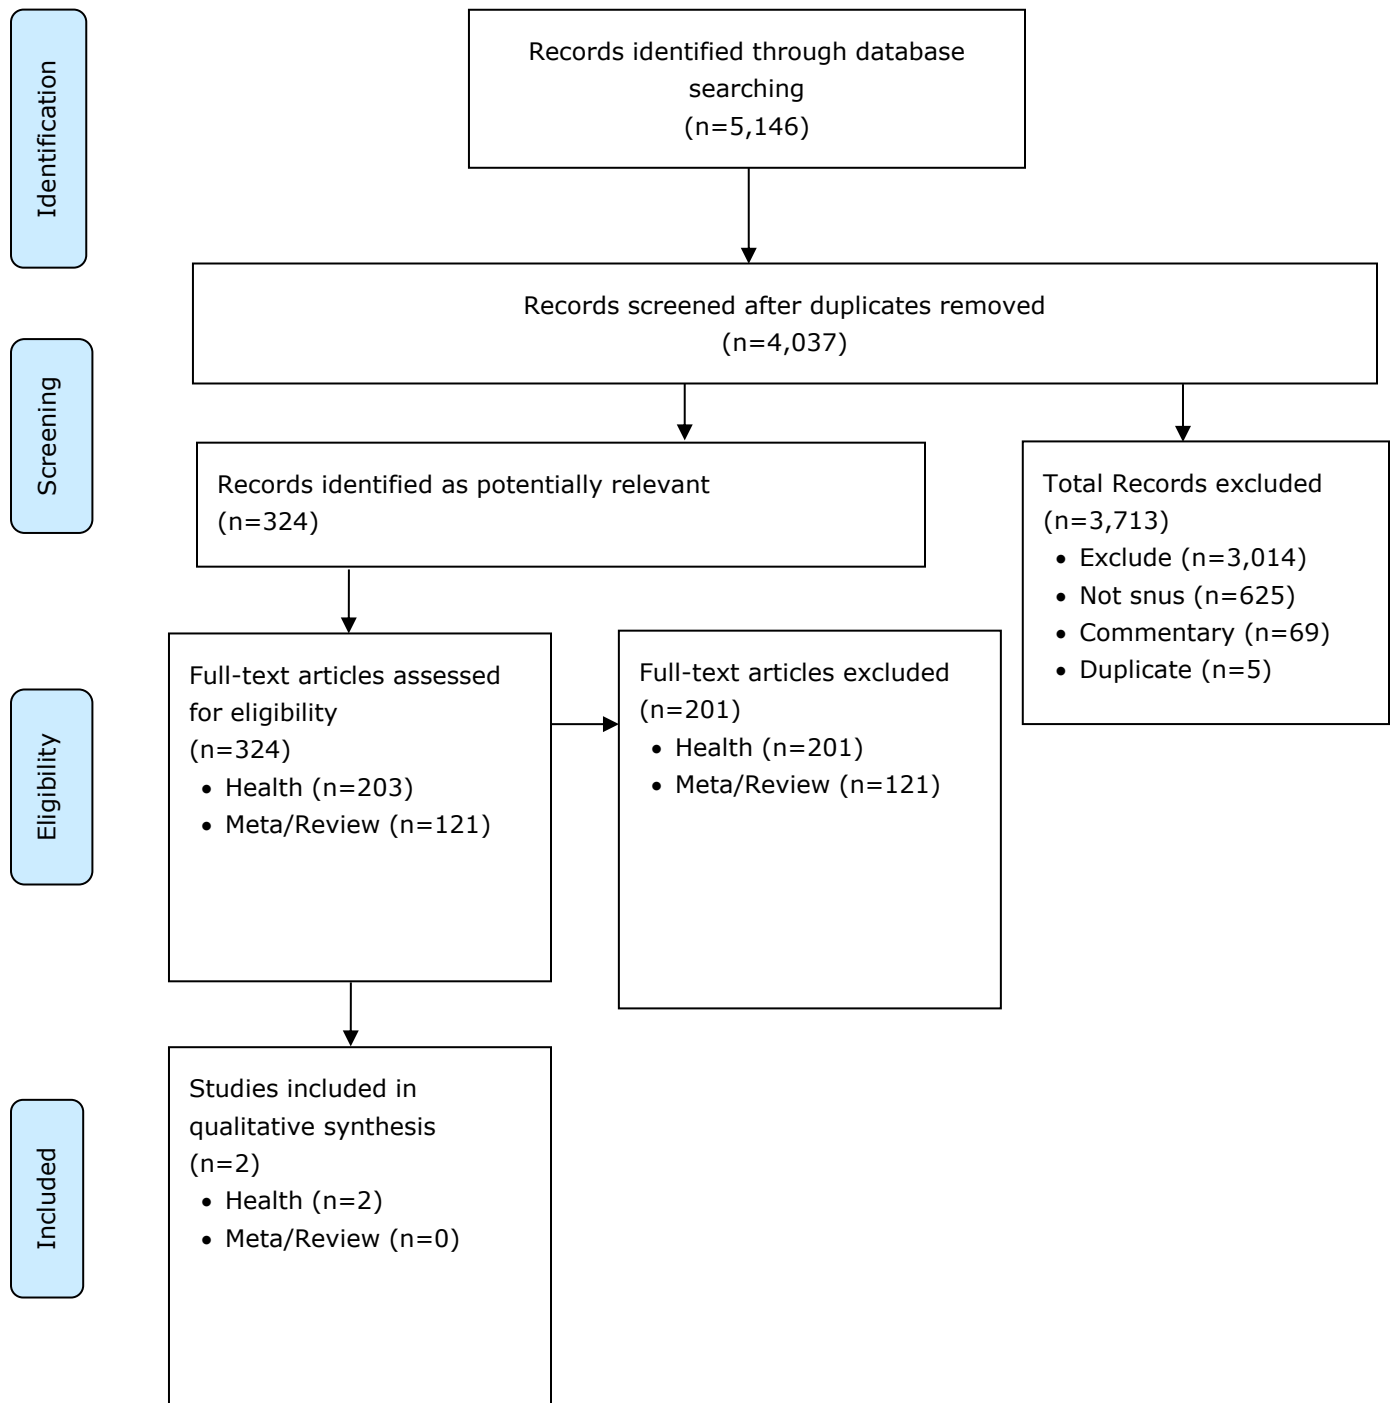 Identification
Records identified through database
searching
(n=5,146)
Records screened after duplicates removed
(n=4,037)
Screening
Records identified as potentially relevant
(n=324)
Total Records excluded
(n=3,713)
• Exclude (n=3,014)
• Not snus (n=625)
• Commentary (n=69)
• Duplicate (n=5)
Eligibility
Full-text articles assessed
for eligibility
(n=324)
• Health (n=203)
• Meta/Review (n=121)
Full-text articles excluded
(n=201)
• Health (n=201)
• Meta/Review (n=121)
Included
Studies included in
qualitative synthesis
(n=2)
• Health (n=2)
• Meta/Review (n=0)